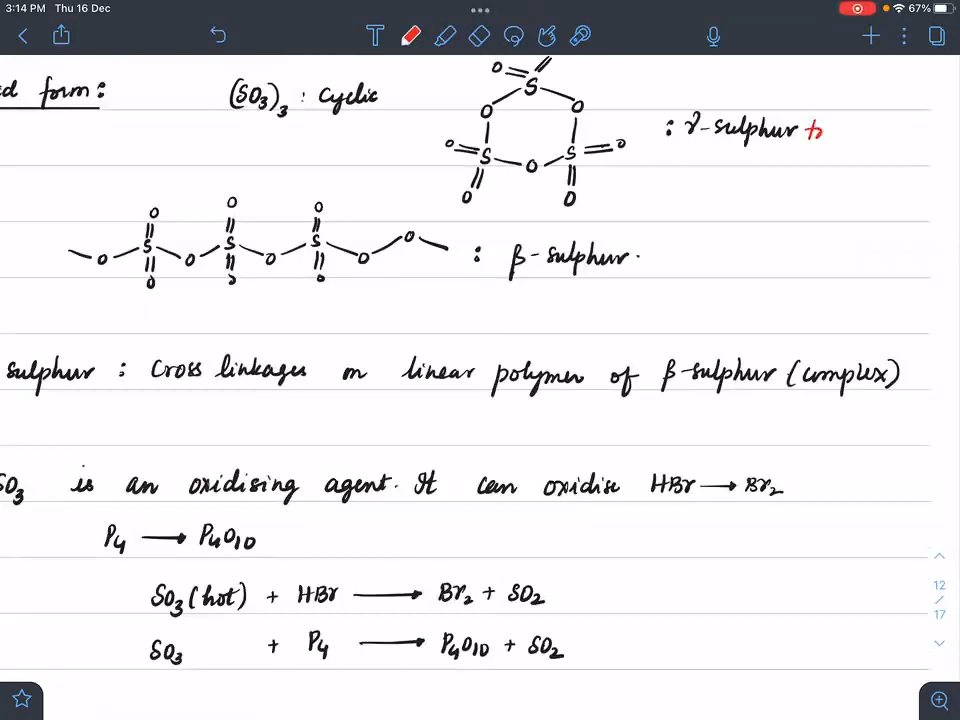 3:14 PM Thu 16 Dec
67%
ed form:
(SO3)3 : cyclic
O S O O O S O S O O O
: γ-sulphur
O O O
O S O S O S O O
O O O
: β-sulphur.
sulphur : Cross linkages on linear polymer of β-sulphur (complex)
SO3 is an oxidising agent. It can oxidise HBr → Br2
P4 → P4O10
SO3 (hot) + HBr → Br2 + SO2
SO3 + P4 → P4O10 + SO2
12
/
17